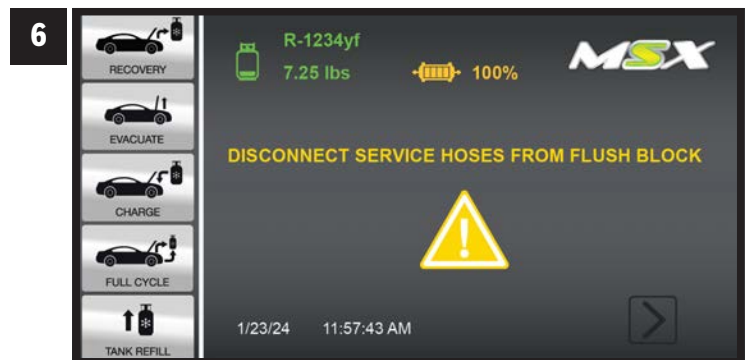 6
RECOVERY
EVACUATE
CHARGE
FULL CYCLE
TANK REFILL
R-1234yf
7.25 lbs
100%
MSX
DISCONNECT SERVICE HOSES FROM FLUSH BLOCK
1/23/24 11:57:43 AM